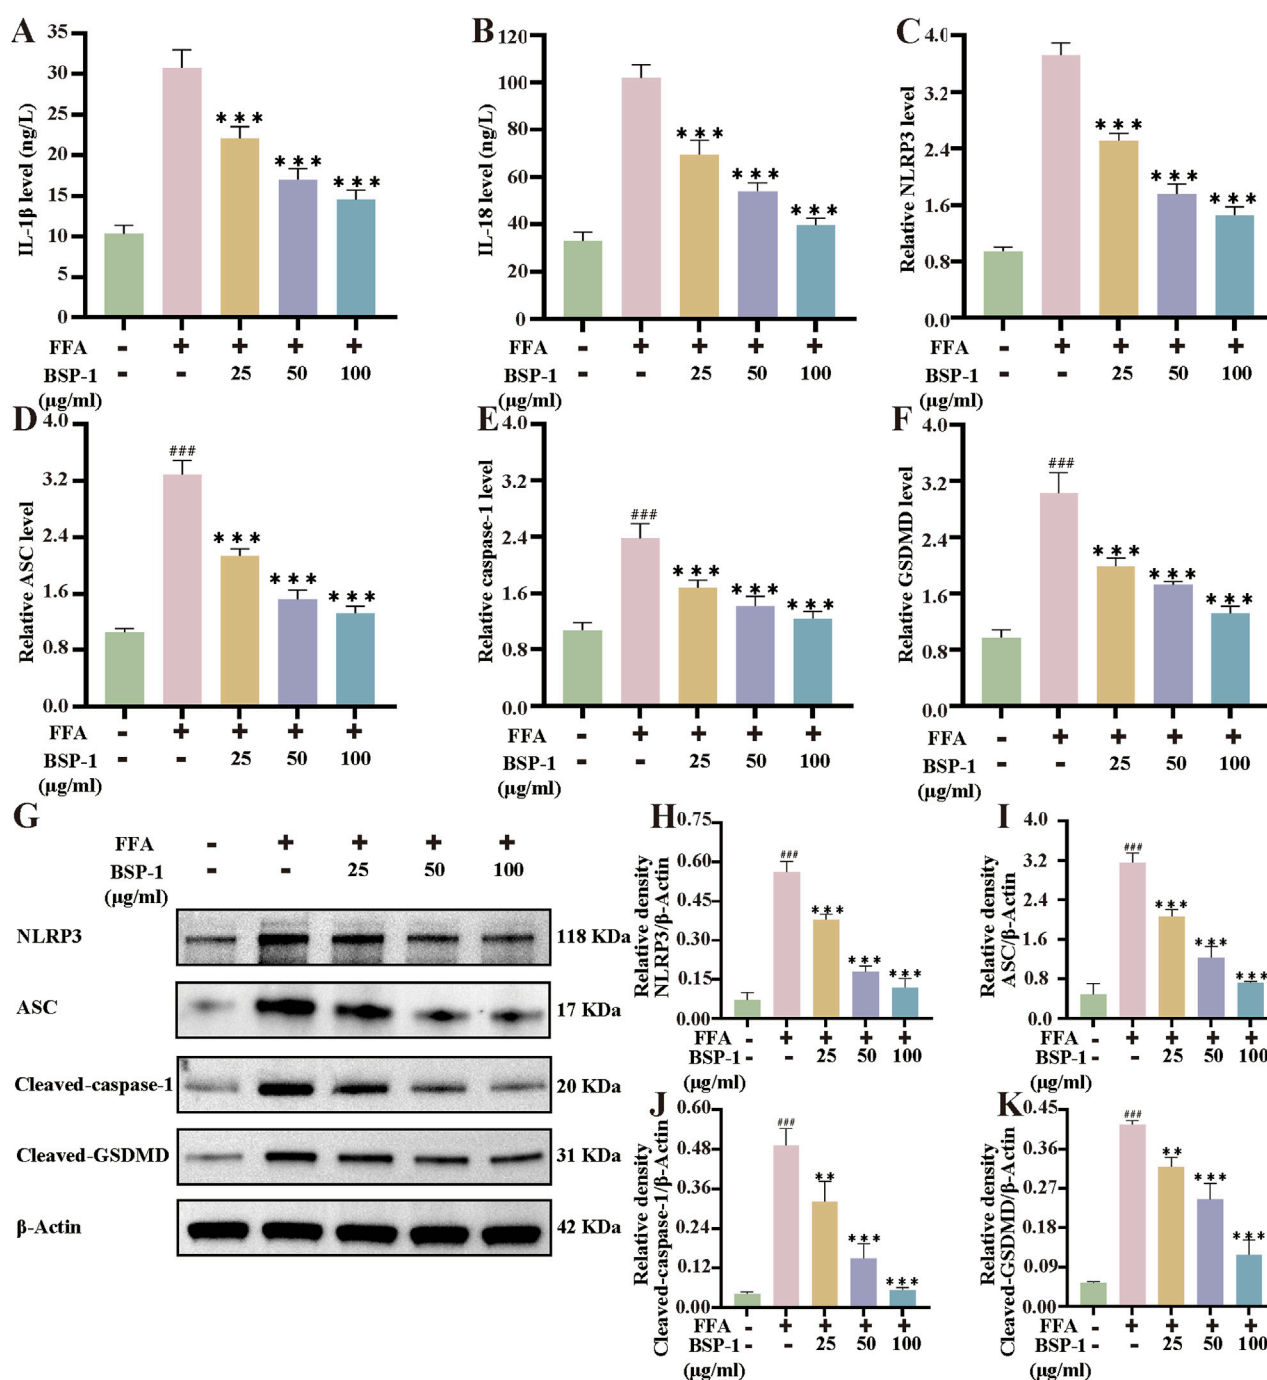 A
IL-1β level (ng/L)
35
30
25
20
15
10
5
0
***
***
***
FFA - + + + +
BSP-1 - - 25 50 100
(μg/ml)
B
IL-18 level (ng/L)
120
100
80
60
40
20
0
***
***
***
FFA - + + + +
BSP-1 - - 25 50 100
(μg/ml)
C
Relative NLRP3 level
4.0
3.2
2.4
1.6
0.8
0.0
***
***
***
FFA - + + + +
BSP-1 - - 25 50 100
(μg/ml)
D
Relative ASC level
4.0
3.2
2.4
1.6
0.8
0.0
###
***
***
***
FFA - + + + +
BSP-1 - - 25 50 100
(μg/ml)
E
Relative caspase-1 level
4.0
3.2
2.4
1.6
0.8
0.0
###
***
***
***
FFA - + + + +
BSP-1 - - 25 50 100
(μg/ml)
F
Relative GSDMD level
4.0
3.2
2.4
1.6
0.8
0.0
###
***
***
***
FFA - + + + +
BSP-1 - - 25 50 100
(μg/ml)
G
FFA - + + + +
BSP-1 - - 25 50 100
(μg/ml)
NLRP3 118 KDa
ASC 17 KDa
Cleaved-caspase-1 20 KDa
Cleaved-GSDMD 31 KDa
β-Actin 42 KDa
H
Relative density
NLRP3/β-Actin
0.75
0.60
0.45
0.30
0.15
0.00
###
***
***
***
FFA - + + + +
BSP-1 - - 25 50 100
(μg/ml)
I
Relative density
ASC/β-Actin
4.0
3.2
2.4
1.6
0.8
0.0
###
***
***
***
FFA - + + + +
BSP-1 - - 25 50 100
(μg/ml)
J
Relative density
Cleaved-caspase-1/β-Actin
0.60
0.48
0.36
0.24
0.12
0.00
###
**
***
***
FFA - + + + +
BSP-1 - - 25 50 100
(μg/ml)
K
Relative density
Cleaved-GSDMD/β-Actin
0.45
0.36
0.27
0.18
0.09
0.00
###
**
***
***
FFA - + + + +
BSP-1 - - 25 50 100
(μg/ml)